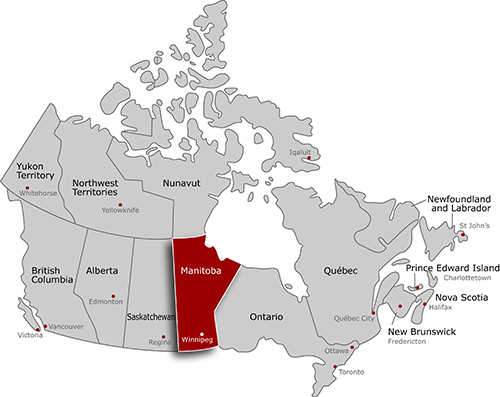 Iqaluit
Yukon
Territory
Whitehorse
Northwest
Territories
Yellowknife
Nunavut
Newfoundland
and Labrador
St John's
British
Columbia
Alberta
Edmonton
Saskatchewan
Regina
Manitoba
Winnipeg
Ontario
Québec
Québec City
Prince Edward Island
Charlottetown
Nova Scotia
Halifax
New Brunswick
Fredericton
Vancouver
Victoria
Ottawa
Toronto